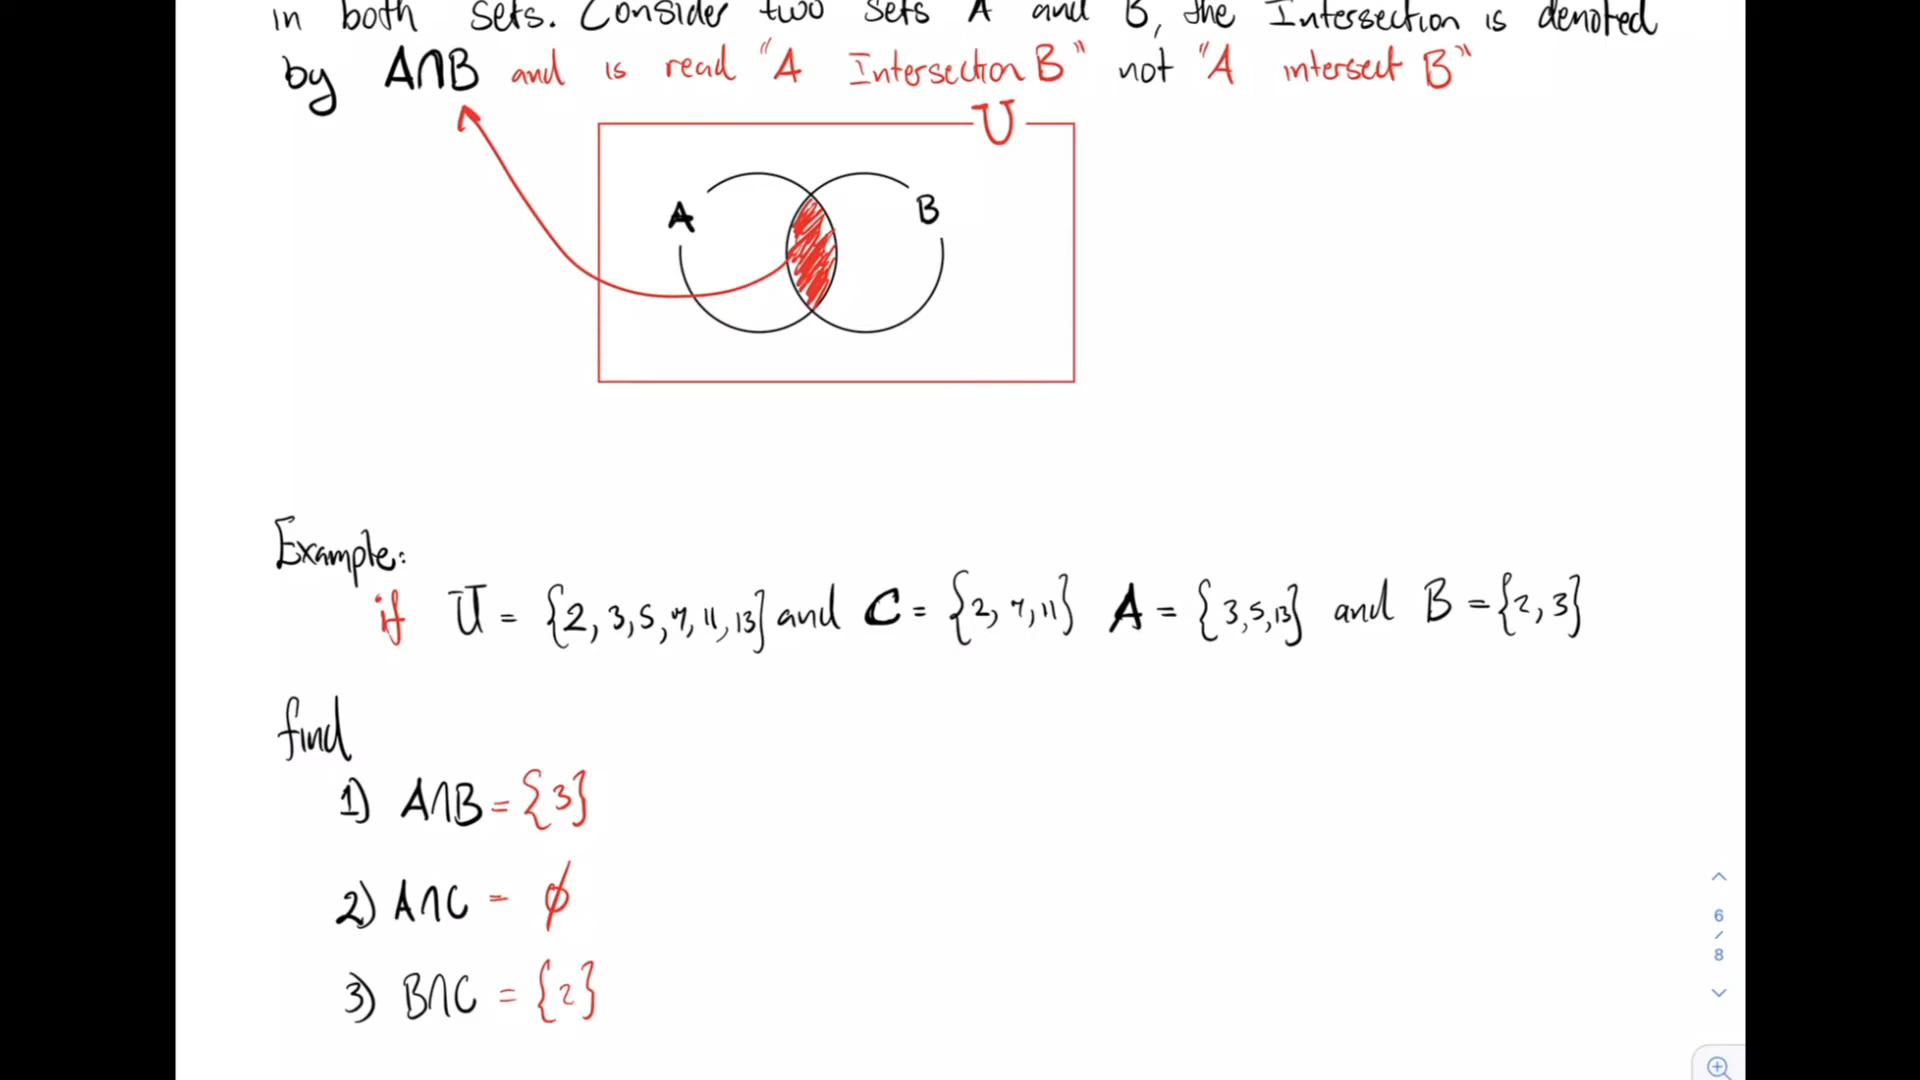 in both sets. Consider two sets A and B, the Intersection is denoted
by A∩B and is read "A Intersection B" not "A intersect B"
U
A
B
Example:
if U = {2, 3, 5, 7, 11, 13} and C = {2, 7, 11} A = {3, 5, 13} and B = {2, 3}
find
1) A∩B = {3}
2) A∩C = ∅
3) B∩C = {2}
6
/
8